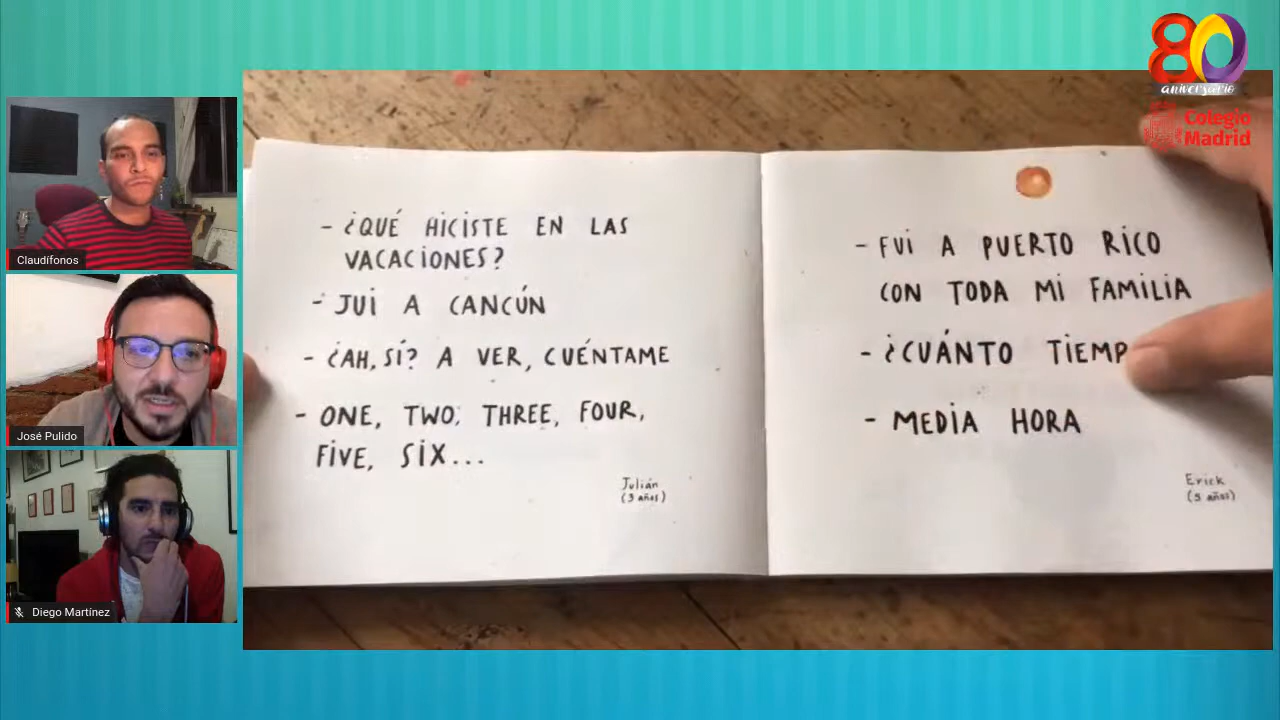 80
aniversario
Colegio
Madrid
Claudífonos
José Pulido
Diego Martínez
- ¿QUÉ HICISTE EN LAS
VACACIONES?
- JUI A CANCÚN
- ¿AH, SÍ? A VER, CUÉNTAME
- ONE, TWO, THREE, FOUR,
FIVE, SIX...
Julián
(3 años)
- FUI A PUERTO RICO
CON TODA MI FAMILIA
- ¿CUÁNTO TIEMP
- MEDIA HORA
Erick
(5 años)